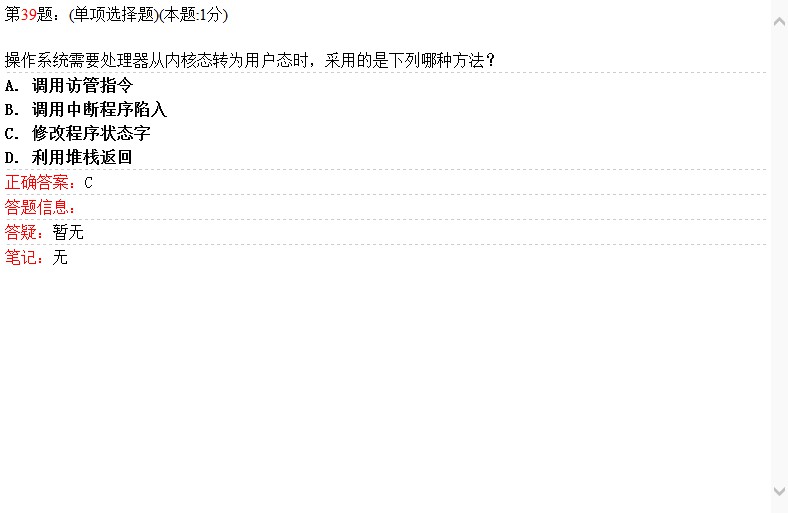 第39题：(单项选择题)(本题:1分)
操作系统需要处理器从内核态转为用户态时，采用的是下列哪种方法？
A. 调用访管指令
B. 调用中断程序陷入
C. 修改程序状态字
D. 利用堆栈返回
正确答案：C
答题信息：
答疑：暂无
笔记：无